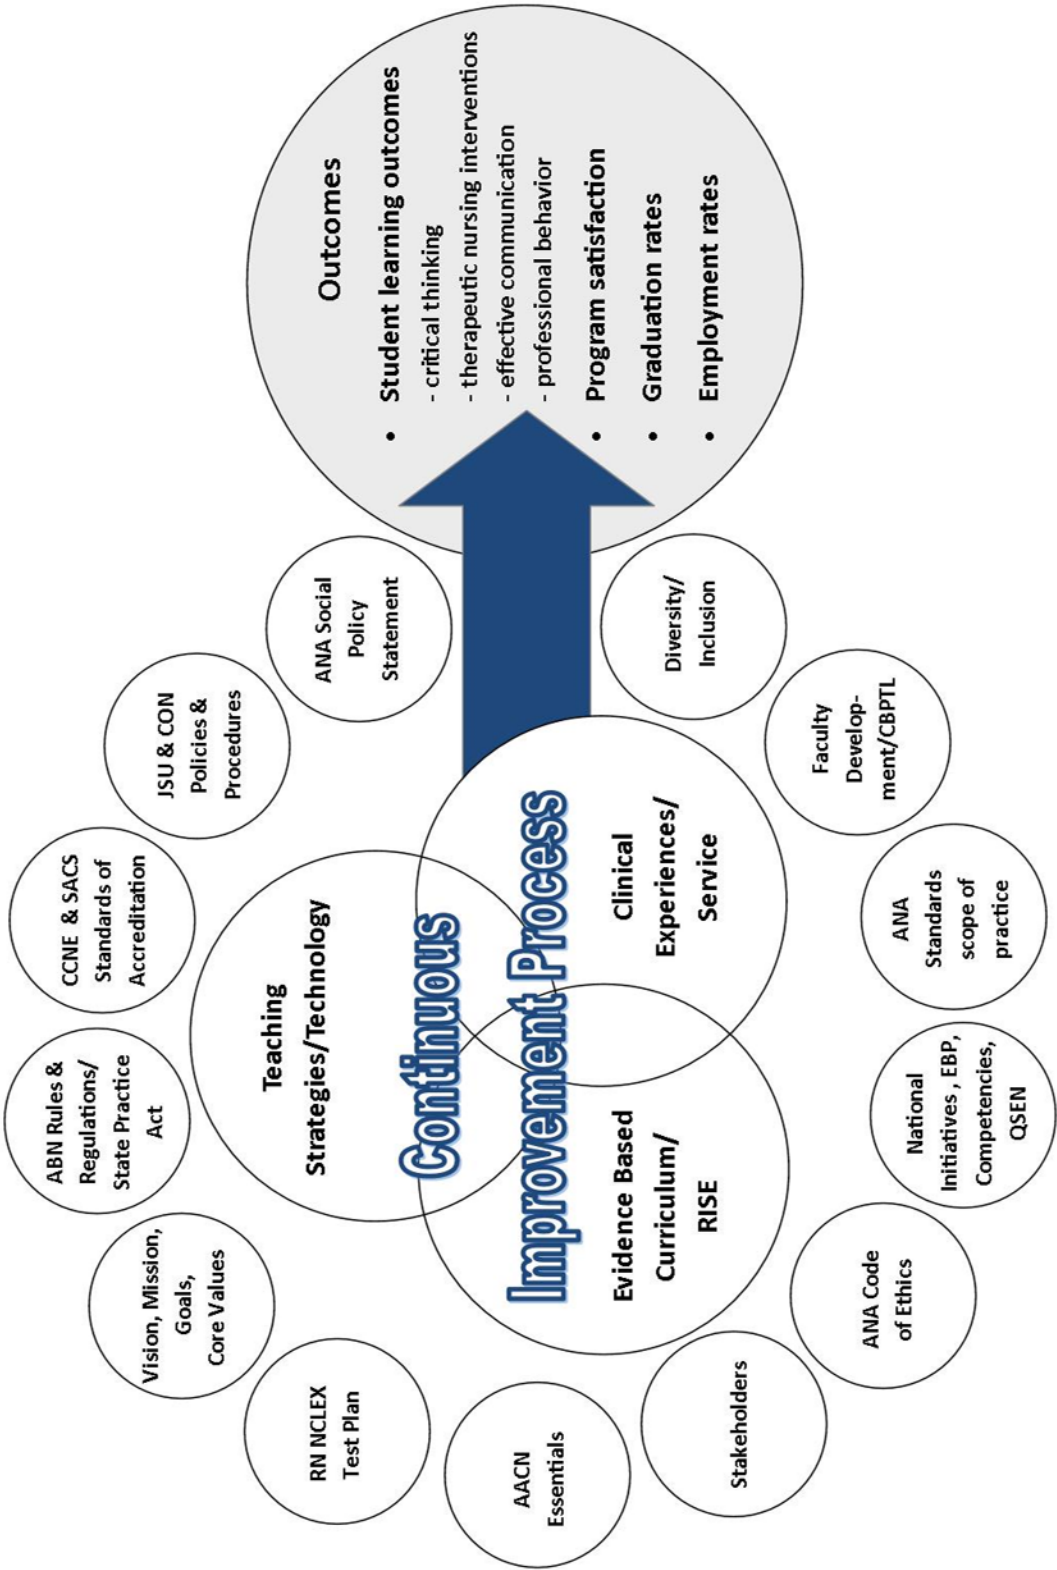 ABN Rules &
Regulations/
State Practice
Act
CCNE & SACS
Standards of
Accreditation
JSU & CON
Policies &
Procedures
ANA Social
Policy
Statement
Vision, Mission,
Goals,
Core Values
RN NCLEX
Test Plan
AACN
Essentials
Stakeholders
ANA Code
of Ethics
National
Initiatives , EBP,
Competencies,
QSEN
ANA
Standards
scope of
practice
Faculty
Develop-
ment/CBPTL
Diversity/
Inclusion
Teaching
Strategies/Technology
Continuous
Improvement Process
Evidence Based
Curriculum/
RISE
Clinical
Experiences/
Service
Outcomes
• Student learning outcomes
- critical thinking
- therapeutic nursing interventions
- effective communication
- professional behavior
• Program satisfaction
• Graduation rates
• Employment rates